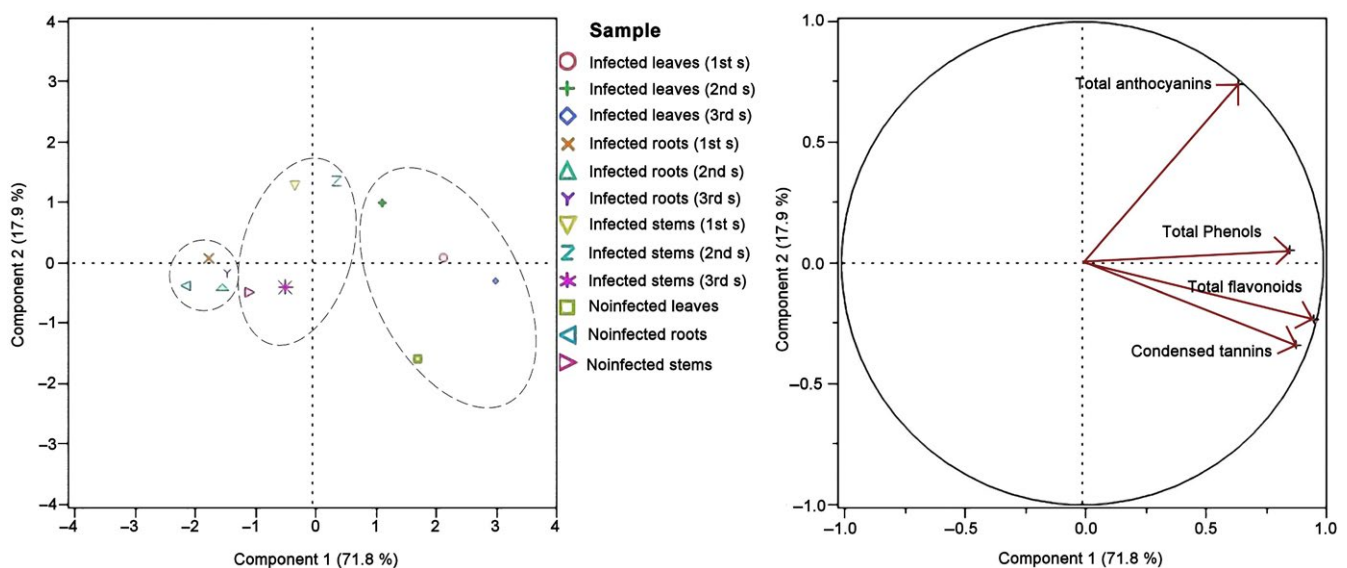 4
3
2
1
0
–1
–2
–3
–4
Component 2 (17.9 %)
–4
–3
–2
–1
0
1
2
3
4
Component 1 (71.8 %)
Sample
Infected leaves (1st s)
Infected leaves (2nd s)
Infected leaves (3rd s)
Infected roots (1st s)
Infected roots (2nd s)
Infected roots (3rd s)
Infected stems (1st s)
Infected stems (2nd s)
Infected stems (3rd s)
Noinfected leaves
Noinfected roots
Noinfected stems
1.0
0.5
0.0
–0.5
–1.0
Component 2 (17.9 %)
Total anthocyanins
Total Phenols
Total flavonoids
Condensed tannins
–1.0
–0.5
0.0
0.5
1.0
Component 1 (71.8 %)